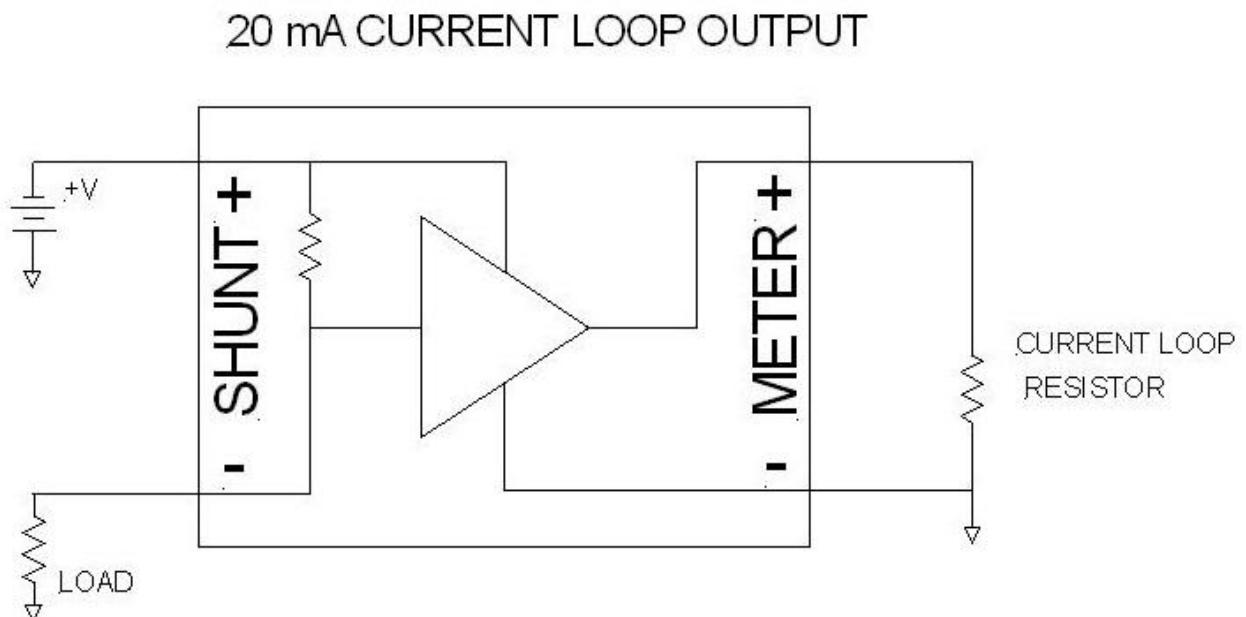 20 mA CURRENT LOOP OUTPUT
+V
- SHUNT +
- METER +
CURRENT LOOP
RESISTOR
LOAD